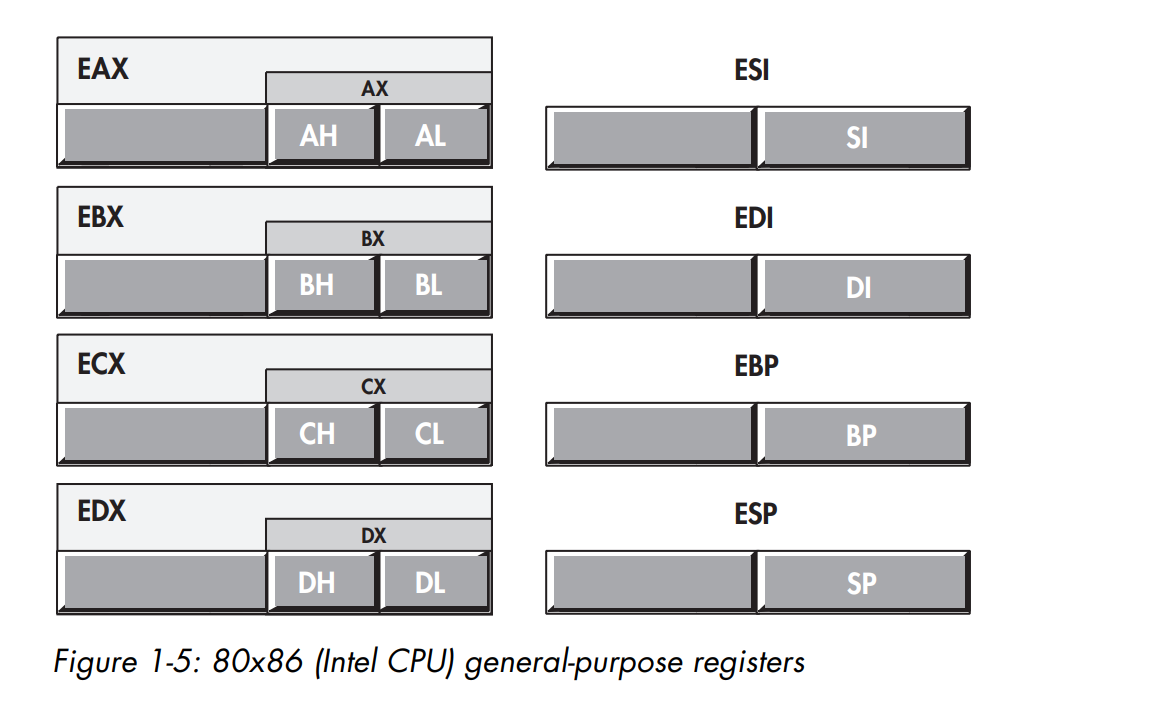 EAX
AX
AH AL
EBX
BX
BH BL
ECX
CX
CH CL
EDX
DX
DH DL
ESI
SI
EDI
DI
EBP
BP
ESP
SP
Figure 1-5: 80x86 (Intel CPU) general-purpose registers